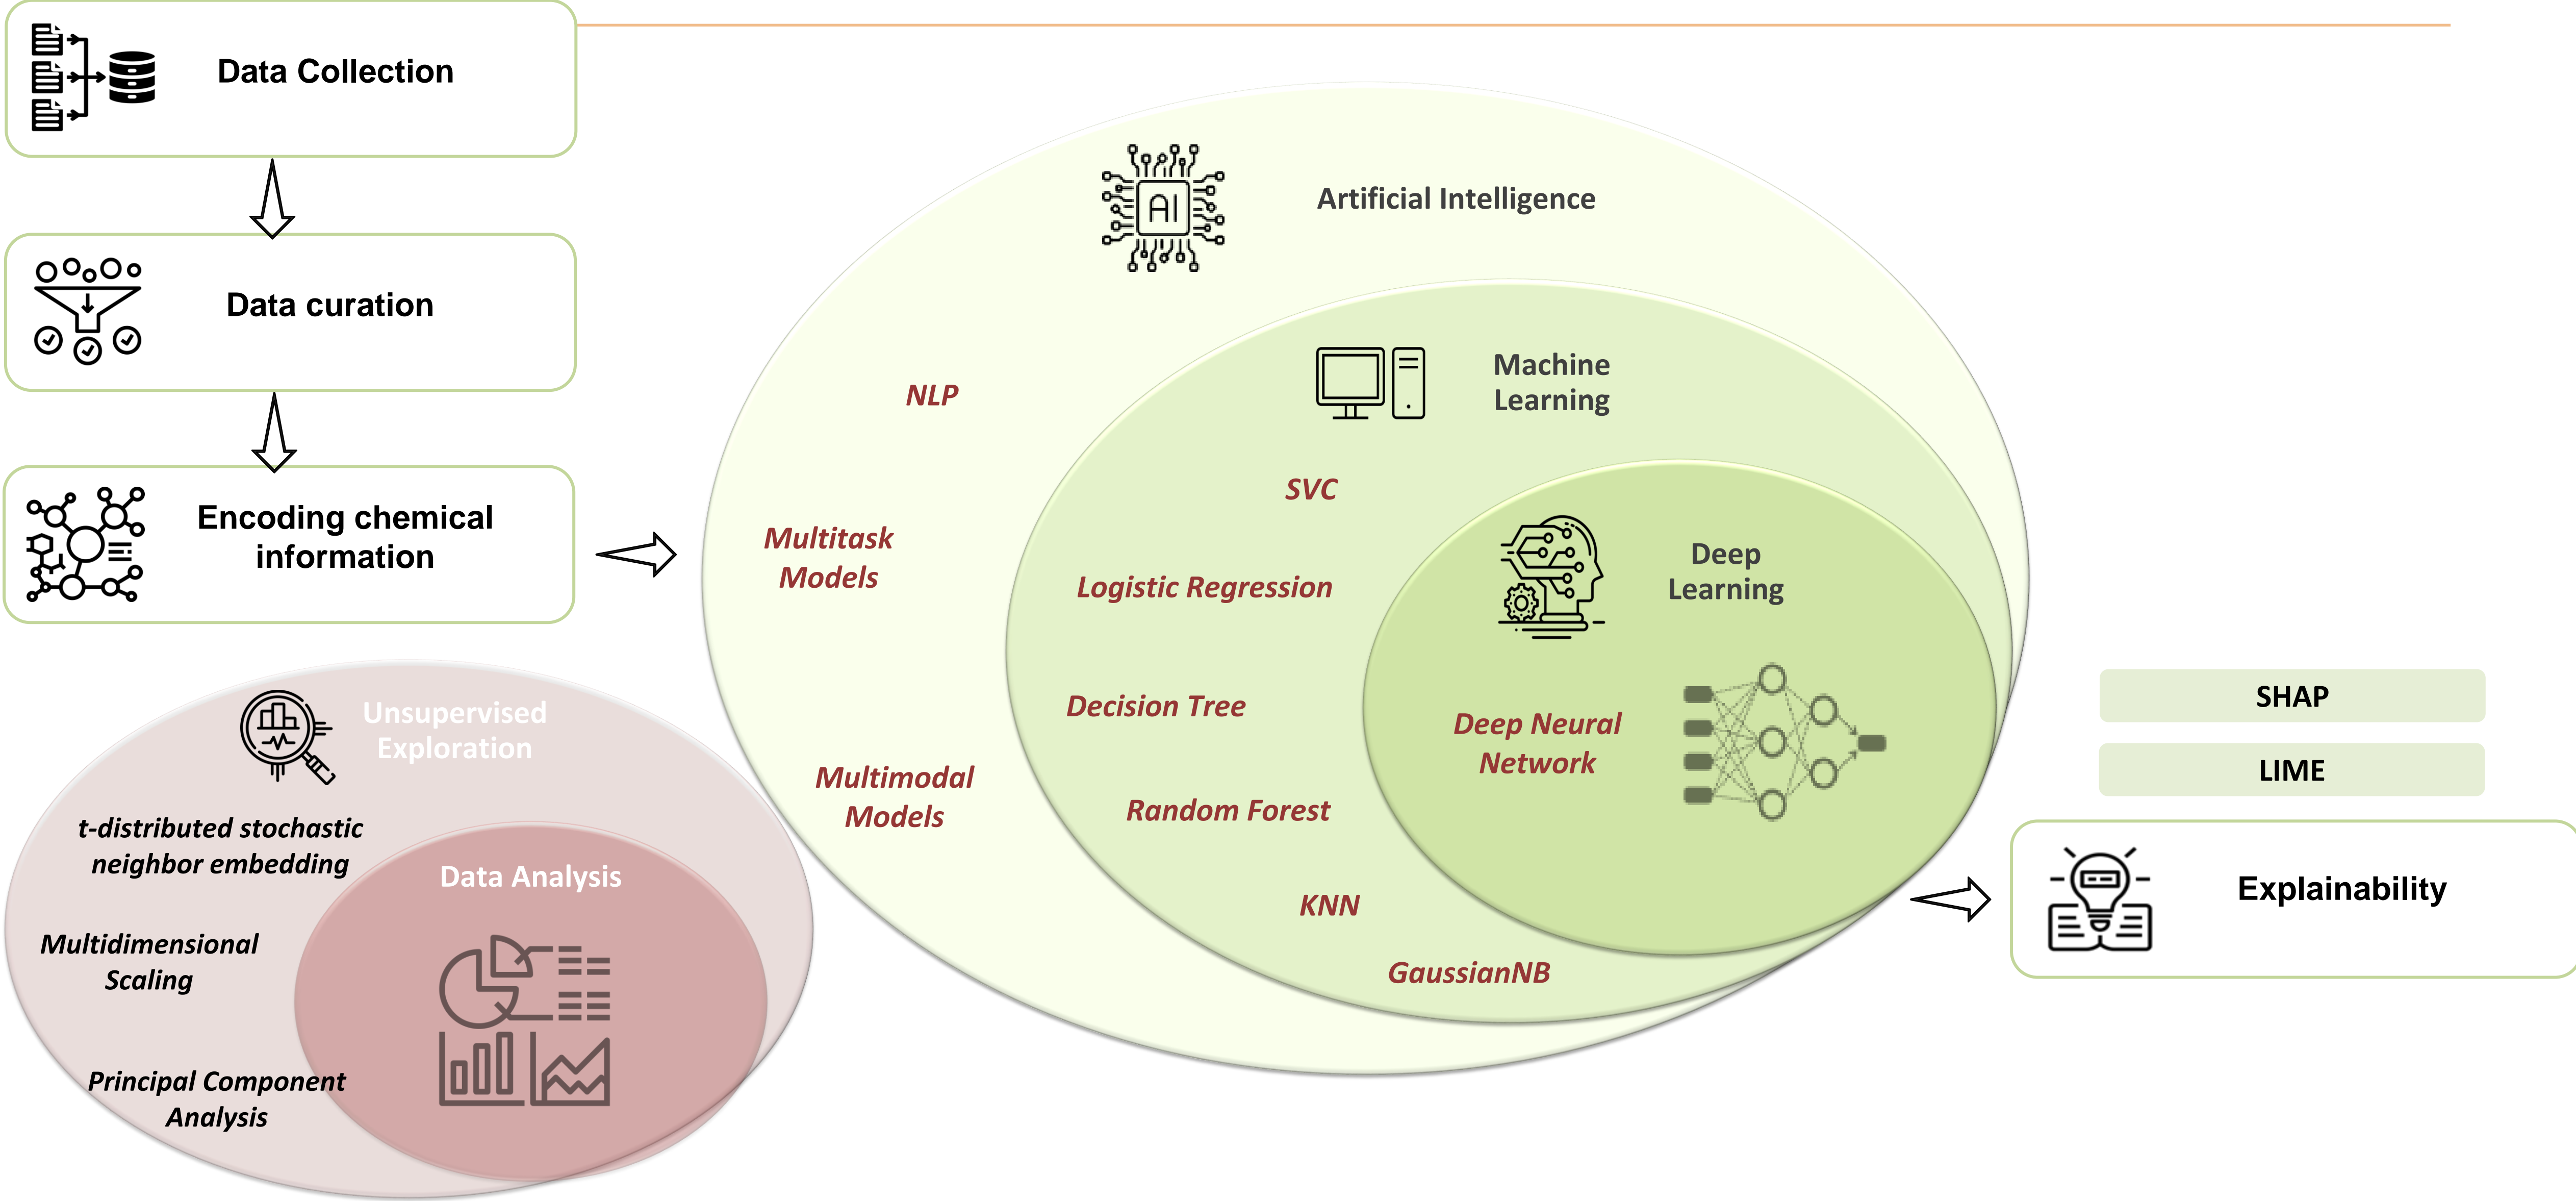 Data Collection
Data curation
Encoding chemical
information
Artificial Intelligence
AI
NLP
Multitask
Models
Multimodal
Models
Machine
Learning
SVC
Logistic Regression
Decision Tree
Random Forest
KNN
GaussianNB
Deep
Learning
Deep Neural
Network
Unsupervised
Exploration
t-distributed stochastic
neighbor embedding
Multidimensional
Scaling
Principal Component
Analysis
Data Analysis
SHAP
LIME
Explainability